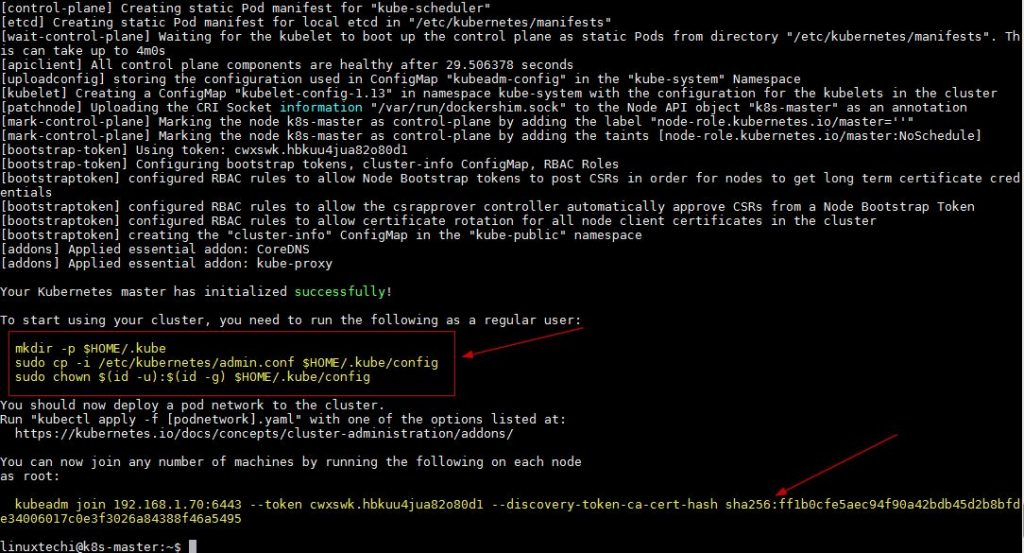 [control-plane] Creating static Pod manifest for "kube-scheduler"
[etcd] Creating static Pod manifest for local etcd in "/etc/kubernetes/manifests"
[wait-control-plane] Waiting for the kubelet to boot up the control plane as static Pods from directory "/etc/kubernetes/manifests". Th
is can take up to 4m0s
[apiclient] All control plane components are healthy after 29.506378 seconds
[uploadconfig] storing the configuration used in ConfigMap "kubeadm-config" in the "kube-system" Namespace
[kubelet] Creating a ConfigMap "kubelet-config-1.13" in namespace kube-system with the configuration for the kubelets in the cluster
[patchnode] Uploading the CRI Socket information "/var/run/dockershim.sock" to the Node API object "k8s-master" as an annotation
[mark-control-plane] Marking the node k8s-master as control-plane by adding the label "node-role.kubernetes.io/master=''"
[mark-control-plane] Marking the node k8s-master as control-plane by adding the taints [node-role.kubernetes.io/master:NoSchedule]
[bootstrap-token] Using token: cwxswk.hbkuu4jua82o80d1
[bootstrap-token] Configuring bootstrap tokens, cluster-info ConfigMap, RBAC Roles
[bootstraptoken] configured RBAC rules to allow Node Bootstrap tokens to post CSRs in order for nodes to get long term certificate cred
entials
[bootstraptoken] configured RBAC rules to allow the csrapprover controller automatically approve CSRs from a Node Bootstrap Token
[bootstraptoken] configured RBAC rules to allow certificate rotation for all node client certificates in the cluster
[bootstraptoken] creating the "cluster-info" ConfigMap in the "kube-public" namespace
[addons] Applied essential addon: CoreDNS
[addons] Applied essential addon: kube-proxy
Your Kubernetes master has initialized successfully!
To start using your cluster, you need to run the following as a regular user:
mkdir -p $HOME/.kube
sudo cp -i /etc/kubernetes/admin.conf $HOME/.kube/config
sudo chown $(id -u):$(id -g) $HOME/.kube/config
You should now deploy a pod network to the cluster.
Run "kubectl apply -f [podnetwork].yaml" with one of the options listed at:
https://kubernetes.io/docs/concepts/cluster-administration/addons/
You can now join any number of machines by running the following on each node
as root:
kubeadm join 192.168.1.70:6443 --token cwxswk.hbkuu4jua82o80d1 --discovery-token-ca-cert-hash sha256:ff1b0cfe5aec94f90a42bdb45d2b8bfd
e34006017c0e3f3026a84388f46a5495
linuxtechi@k8s-master:~$